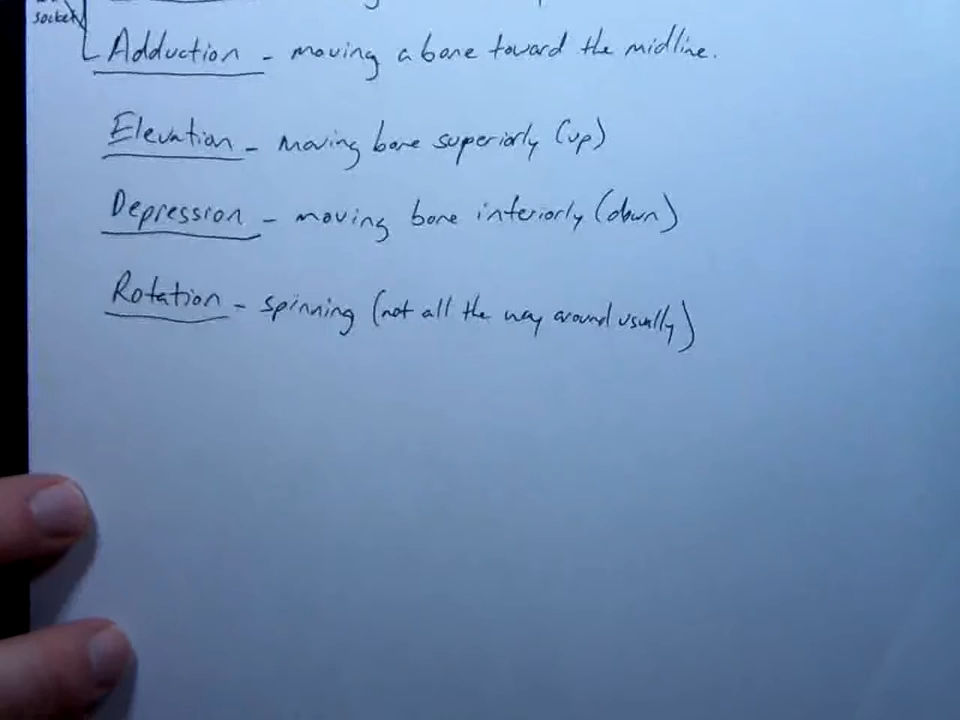 socket
Adduction - moving a bone toward the midline.
Elevation - moving bone superiorly (up)
Depression - moving bone inferiorly (down)
Rotation - spinning (not all the way around usually)